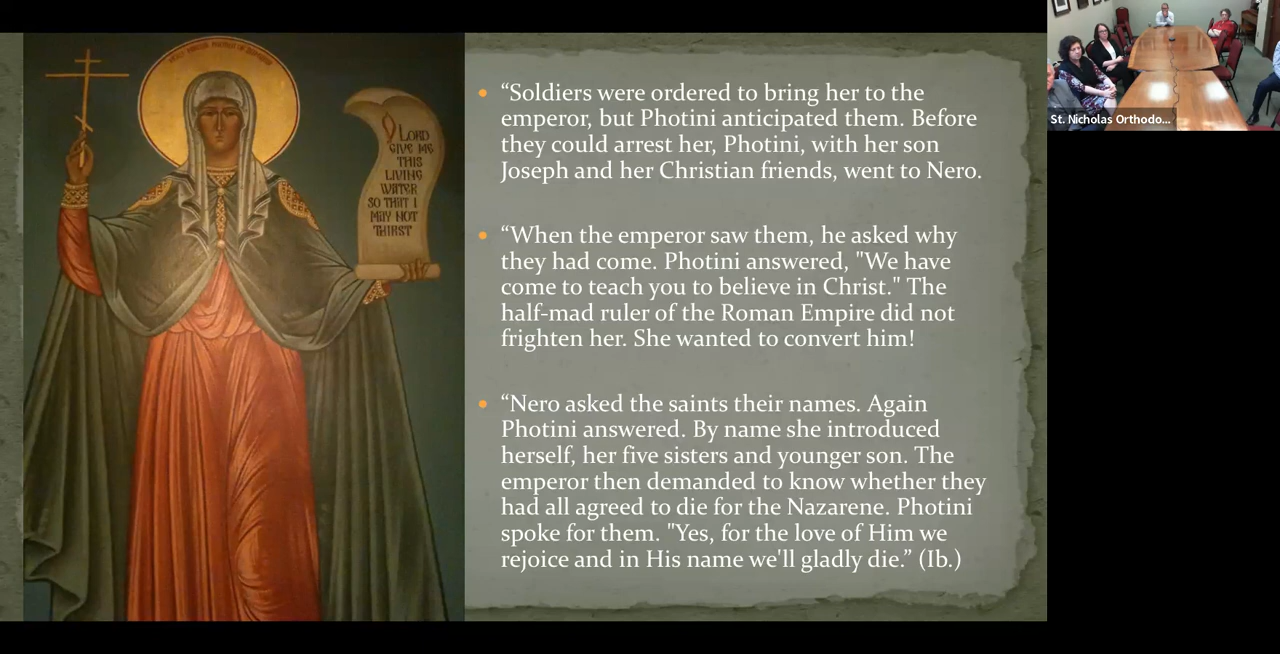 LORD
GIVE ME
THIS
LIVING
WATER
SO THAT I
MAY NOT
THIRST
• “Soldiers were ordered to bring her to the
emperor, but Photini anticipated them. Before
they could arrest her, Photini, with her son
Joseph and her Christian friends, went to Nero.
• “When the emperor saw them, he asked why
they had come. Photini answered, "We have
come to teach you to believe in Christ." The
half-mad ruler of the Roman Empire did not
frighten her. She wanted to convert him!
• “Nero asked the saints their names. Again
Photini answered. By name she introduced
herself, her five sisters and younger son. The
emperor then demanded to know whether they
had all agreed to die for the Nazarene. Photini
spoke for them. "Yes, for the love of Him we
rejoice and in His name we'll gladly die.” (Ib.)
St. Nicholas Orthodo...